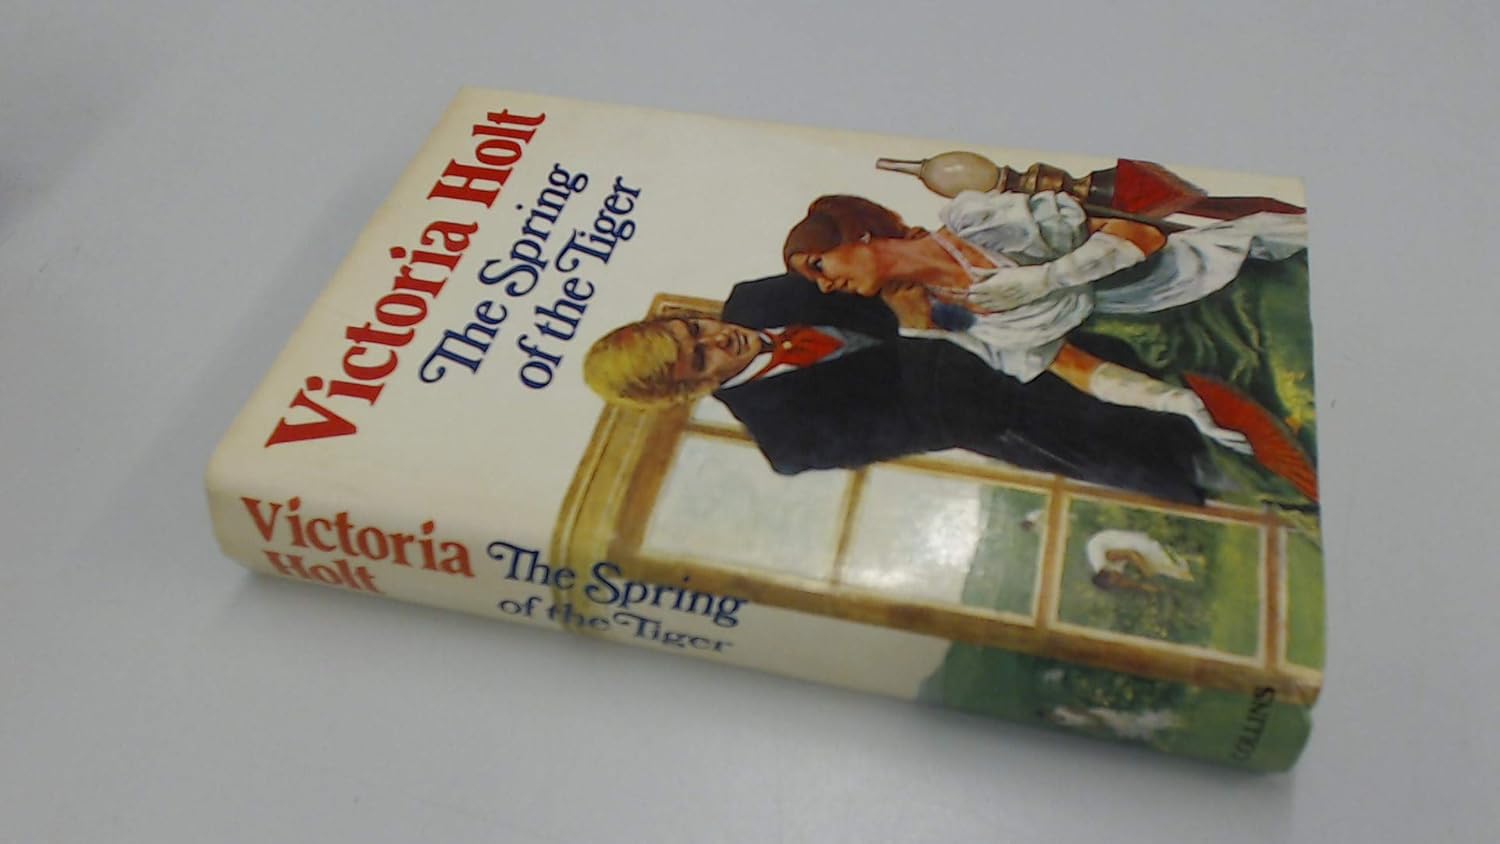 Victoria Holt
The Spring
of the Tiger
Victoria
Holt
The Spring
of the Tiger
COLLINS